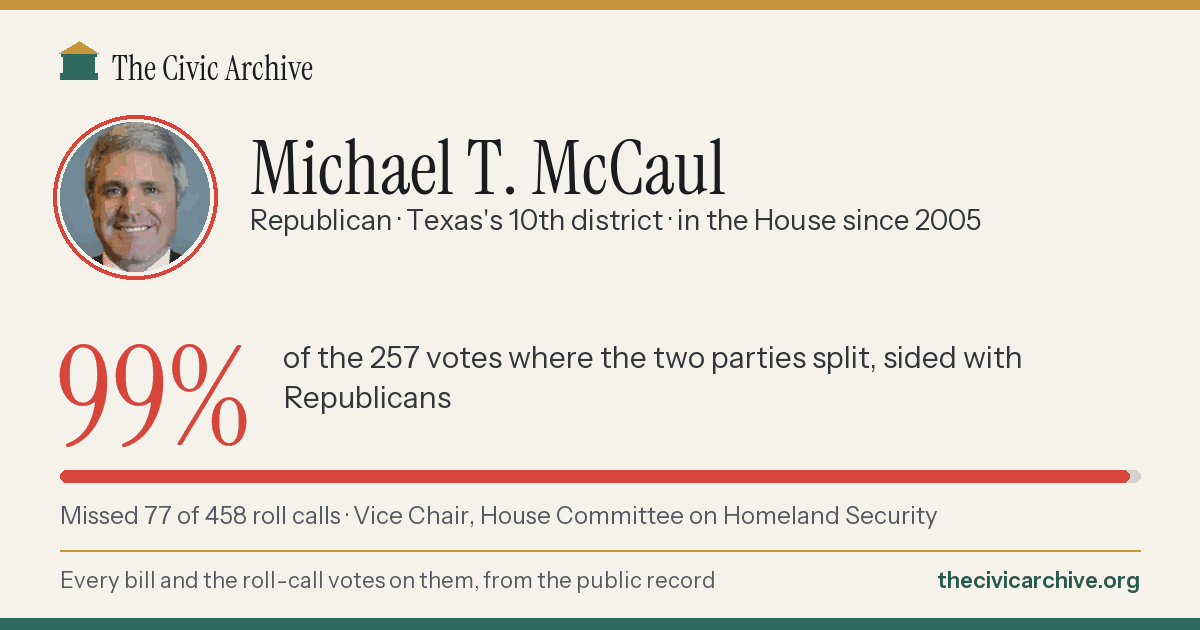 The Civic Archive
Michael T. McCaul
Republican · Texas's 10th district · in the House since 2005
99%
of the 257 votes where the two parties split, sided with
Republicans
Missed 77 of 458 roll calls · Vice Chair, House Committee on Homeland Security
Every bill and the roll-call votes on them, from the public record
thecivicarchive.org